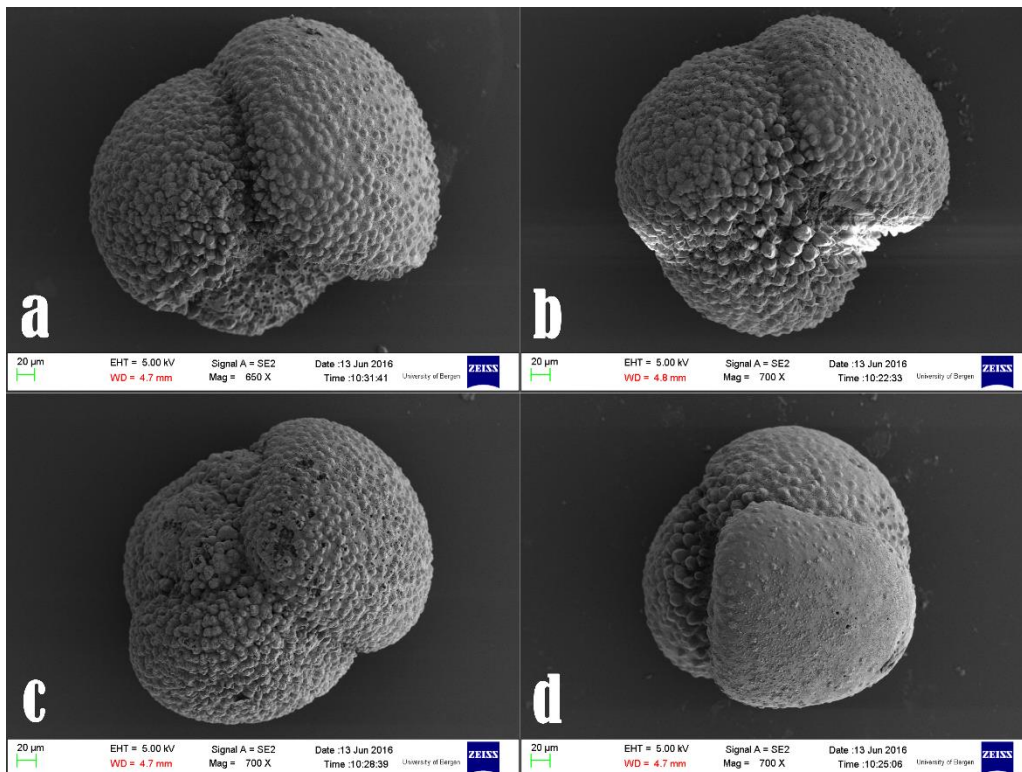 a
20 µm
EHT = 5.00 kV
WD = 4.7 mm
Signal A = SE2
Mag = 650 X
Date :13 Jun 2016
Time :10:31:41
University of Bergen
ZEISS
b
20 µm
EHT = 5.00 kV
WD = 4.8 mm
Signal A = SE2
Mag = 700 X
Date :13 Jun 2016
Time :10:22:33
University of Bergen
ZEISS
c
20 µm
EHT = 5.00 kV
WD = 4.7 mm
Signal A = SE2
Mag = 700 X
Date :13 Jun 2016
Time :10:28:39
University of Bergen
ZEISS
d
20 µm
EHT = 5.00 kV
WD = 4.7 mm
Signal A = SE2
Mag = 700 X
Date :13 Jun 2016
Time :10:25:06
University of Bergen
ZEISS